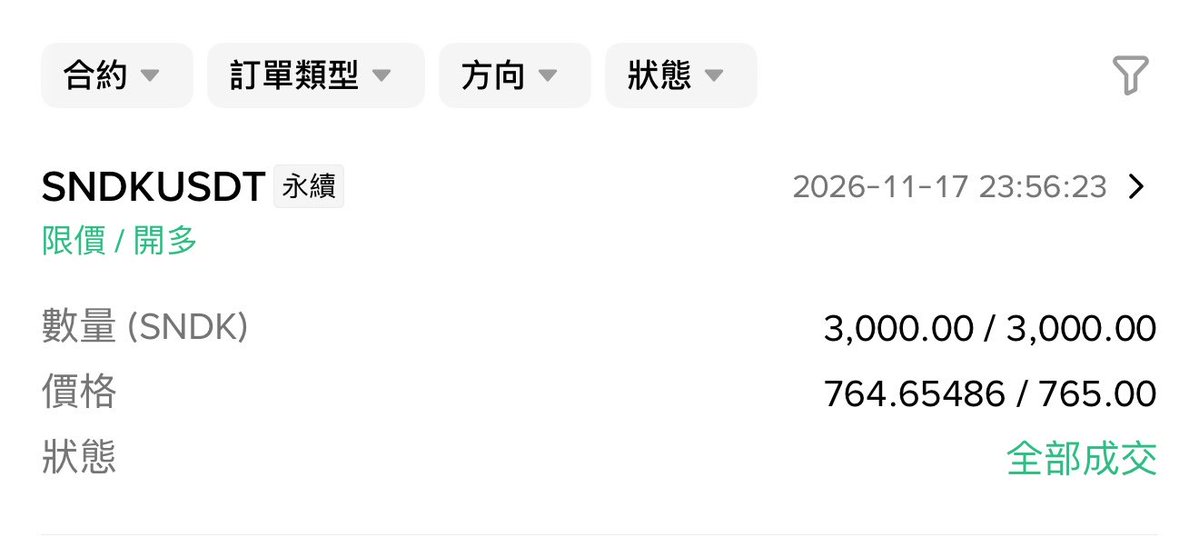 合約 訂單類型 方向 狀態
SNDKUSDT 永續 2026-11-17 23:56:23
限價 / 開多
數量 (SNDK) 3,000.00 / 3,000.00
價格 764.65486 / 765.00
狀態 全部成交